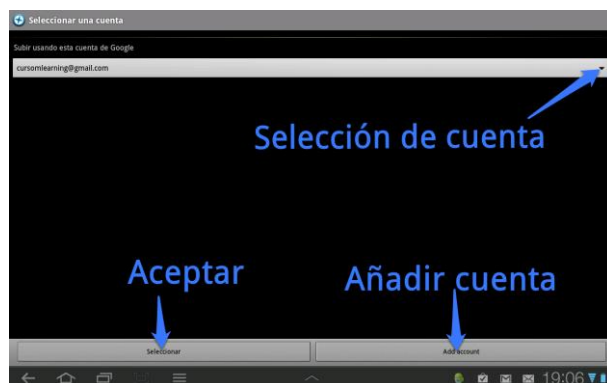 Seleccionar una cuenta
Subir usando esta cuenta de Google
cursomlearning@gmail.com
Selección de cuenta
Aceptar
Añadir cuenta
Seleccionar
Add account
19:06